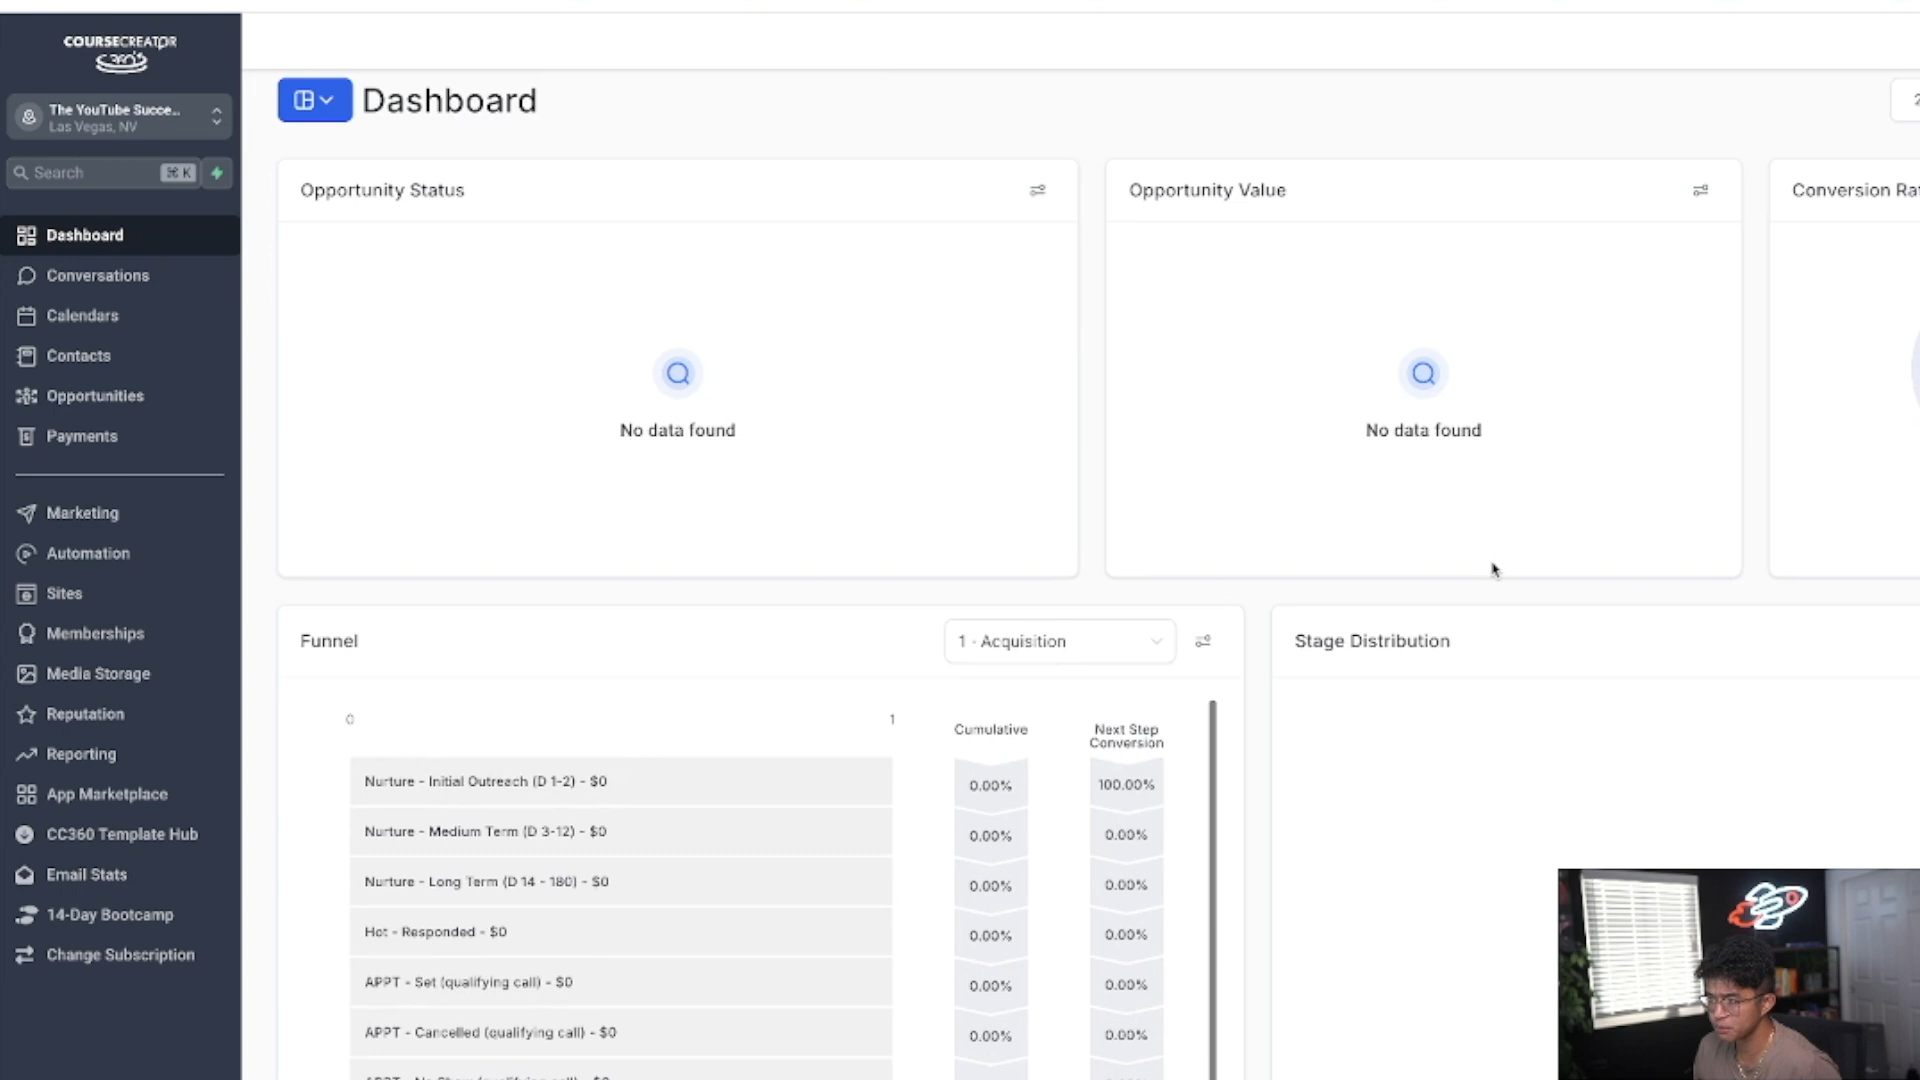 COURSECREATOR
360
The YouTube Succe...
Las Vegas, NV
Search ⌘ K
Dashboard
Conversations
Calendars
Contacts
Opportunities
Payments
Marketing
Automation
Sites
Memberships
Media Storage
Reputation
Reporting
App Marketplace
CC360 Template Hub
Email Stats
14-Day Bootcamp
Change Subscription
Dashboard
2
Opportunity Status
No data found
Opportunity Value
No data found
Conversion Ra
Funnel
1 - Acquisition
0 1
Cumulative
Next Step
Conversion
Nurture - Initial Outreach (D 1-2) - $0 0.00% 100.00%
Nurture - Medium Term (D 3-12) - $0 0.00% 0.00%
Nurture - Long Term (D 14 - 180) - $0 0.00% 0.00%
Hot - Responded - $0 0.00% 0.00%
APPT - Set (qualifying call) - $0 0.00% 0.00%
APPT - Cancelled (qualifying call) - $0 0.00% 0.00%
Stage Distribution